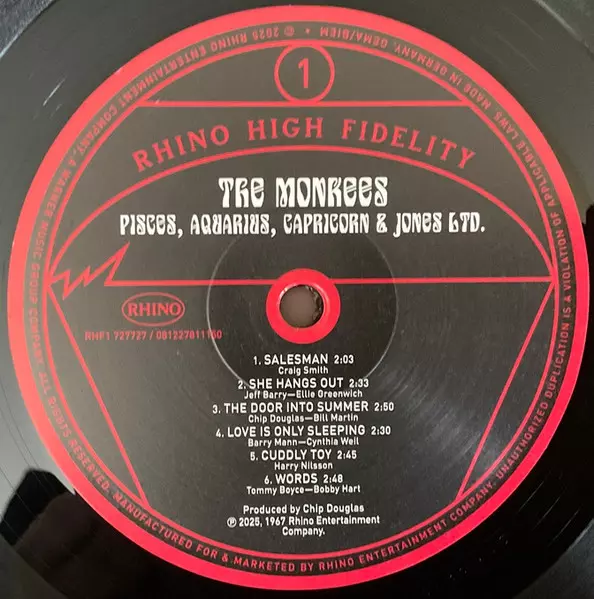 1
RHINO HIGH FIDELITY
THE MONKEES
PISCES, AQUARIUS, CAPRICORN & JONES LTD.
RHINO
RHF1 727727 / 081227811150
1. SALESMAN 2:03
Craig Smith
2. SHE HANGS OUT 2:33
Jeff Barry—Ellie Greenwich
3. THE DOOR INTO SUMMER 2:50
Chip Douglas—Bill Martin
4. LOVE IS ONLY SLEEPING 2:30
Barry Mann—Cynthia Weil
5. CUDDLY TOY 2:45
Harry Nilsson
6. WORDS 2:48
Tommy Boyce—Bobby Hart
Produced by Chip Douglas
℗ 2025, 1967 Rhino Entertainment
Company.
© 2025 RHINO ENTERTAINMENT COMPANY, A WARNER MUSIC GROUP COMPANY. ALL RIGHTS RESERVED. MANUFACTURED FOR & MARKETED BY RHINO ENTERTAINMENT COMPANY. UNAUTHORIZED DUPLICATION IS A VIOLATION OF APPLICABLE LAWS. MADE IN GERMANY. GEMA/BIEM